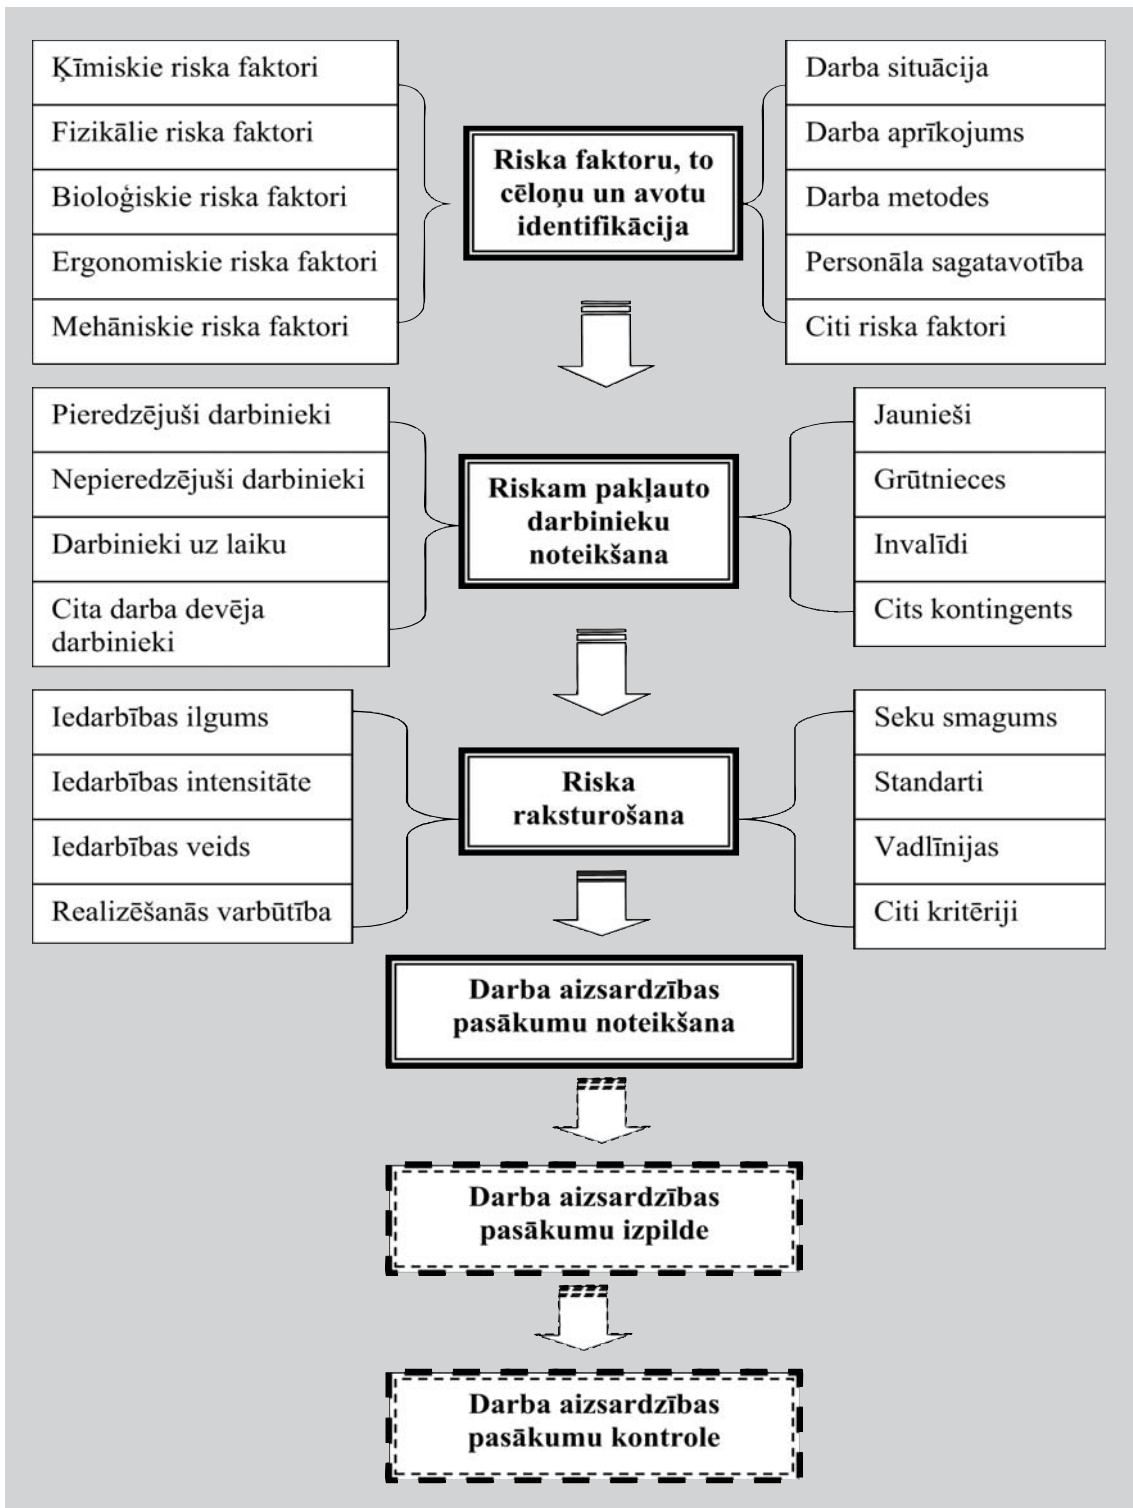 Ķīmiskie riska faktori
Fizikālie riska faktori
Bioloģiskie riska faktori
Ergonomiskie riska faktori
Mehāniskie riska faktori
Riska faktoru, to
cēloņu un avotu
identifikācija
Darba situācija
Darba aprīkojums
Darba metodes
Personāla sagatavotība
Citi riska faktori
Pieredzējuši darbinieki
Nepieredzējuši darbinieki
Darbinieki uz laiku
Cita darba devēja
darbinieki
Riskam pakļauto
darbinieku
noteikšana
Jaunieši
Grūtnieces
Invalīdi
Cits kontingents
Iedarbības ilgums
Iedarbības intensitāte
Iedarbības veids
Realizēšanās varbūtība
Riska
raksturošana
Seku smagums
Standarti
Vadlīnijas
Citi kritēriji
Darba aizsardzības
pasākumu noteikšana
Darba aizsardzības
pasākumu izpilde
Darba aizsardzības
pasākumu kontrole